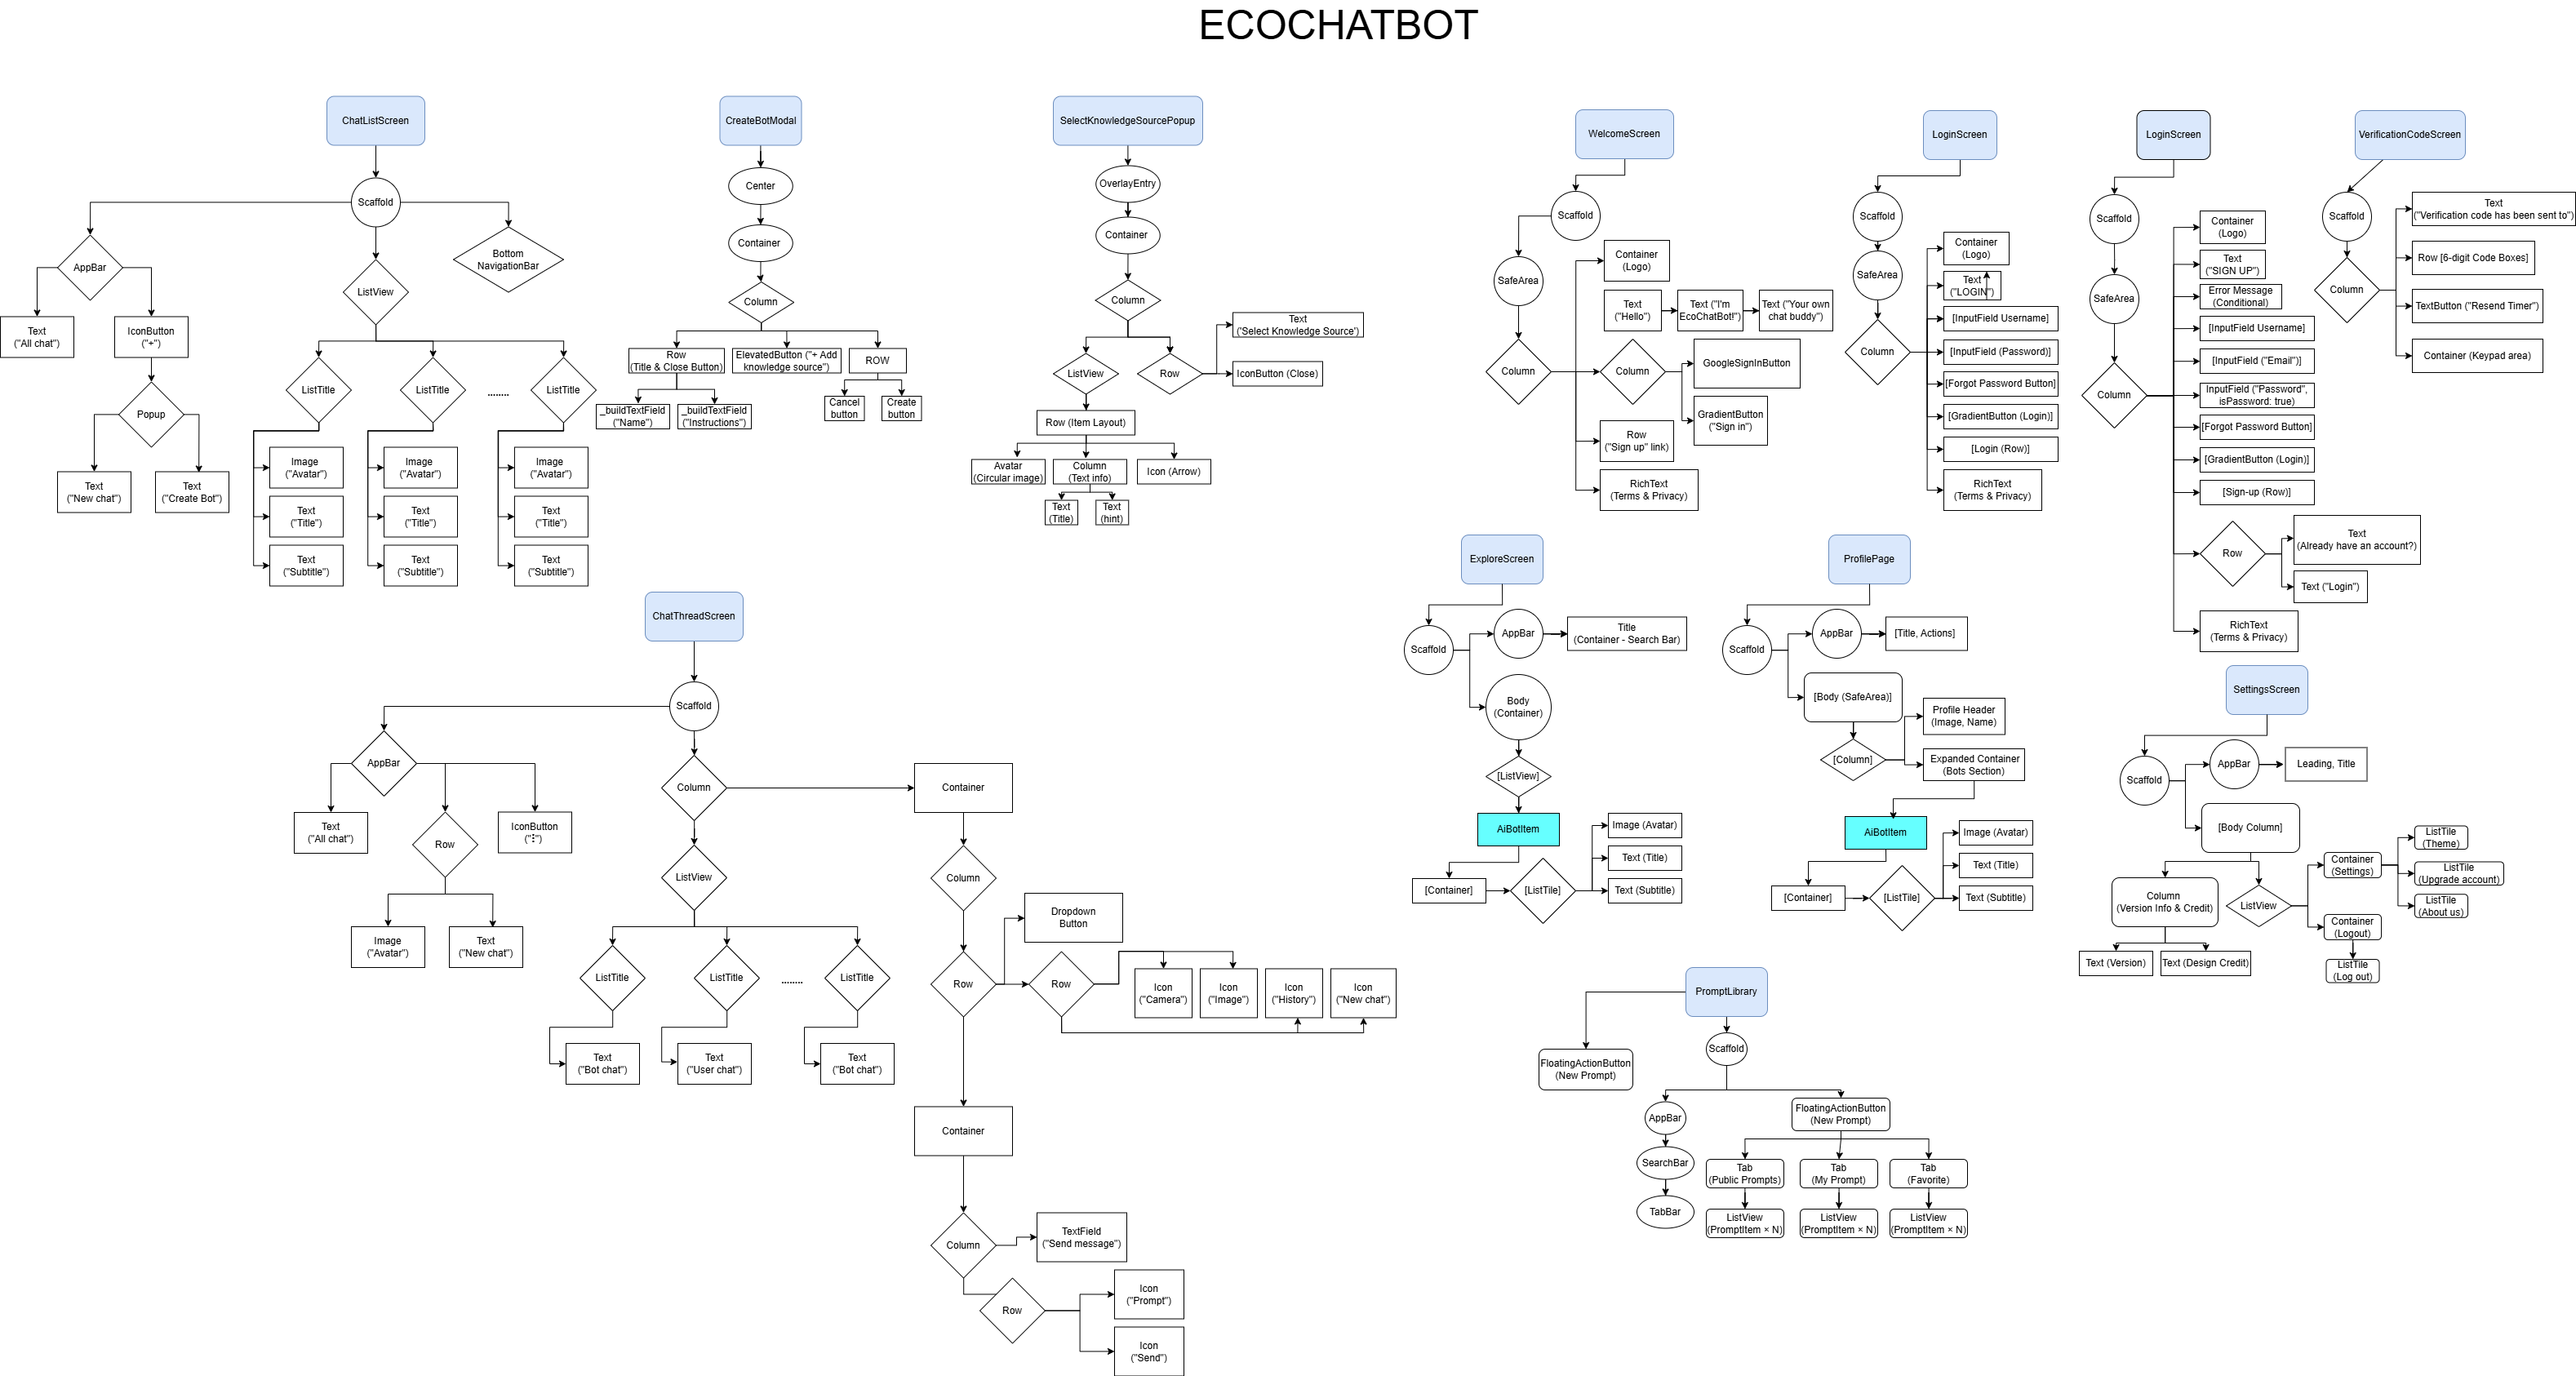 ECOCHATBOT
ChatListScreen
Scaffold
AppBar
Bottom
NavigationBar
ListView
Text
("All chat")
IconButton
("+")
Popup
Text
("New chat")
Text
("Create Bot")
ListTitle
ListTitle
........
ListTitle
Image
("Avatar")
Text
("Title")
Text
("Subtitle")
Image
("Avatar")
Text
("Title")
Text
("Subtitle")
Image
("Avatar")
Text
("Title")
Text
("Subtitle")
CreateBotModal
Center
Container
Column
Row
(Title & Close Button)
ElevatedButton ("+ Add
knowledge source")
ROW
_buildTextField
("Name")
_buildTextField
("Instructions")
Cancel
button
Create
button
SelectKnowledgeSourcePopup
OverlayEntry
Container
Column
Text
('Select Knowledge Source')
ListView
Row
IconButton (Close)
Row (Item Layout)
Avatar
(Circular image)
Column
(Text info)
Icon (Arrow)
Text
(Title)
Text
(hint)
WelcomeScreen
Scaffold
SafeArea
Column
Container
(Logo)
Text
("Hello")
Text ("I'm
EcoChatBot!")
Text ("Your own
chat buddy")
Column
GoogleSignInButton
GradientButton
("Sign in")
Row
("Sign up" link)
RichText
(Terms & Privacy)
LoginScreen
Scaffold
SafeArea
Column
Container
(Logo)
Text
("LOGIN")
[InputField Username]
[InputField (Password)]
[Forgot Password Button]
[GradientButton (Login)]
[Login (Row)]
RichText
(Terms & Privacy)
LoginScreen
Scaffold
SafeArea
Column
Container
(Logo)
Text
("SIGN UP")
Error Message
(Conditional)
[InputField Username]
[InputField ("Email")]
InputField ("Password",
isPassword: true)
[Forgot Password Button]
[GradientButton (Login)]
[Sign-up (Row)]
Row
Text
(Already have an account?)
Text ("Login")
RichText
(Terms & Privacy)
VerificationCodeScreen
Scaffold
Column
Text
("Verification code has been sent to")
Row [6-digit Code Boxes]
TextButton ("Resend Timer")
Container (Keypad area)
ChatThreadScreen
Scaffold
AppBar
Text
("All chat")
Row
IconButton
("⋮")
Image
("Avatar")
Text
("New chat")
Column
ListView
ListTitle
ListTitle
........
ListTitle
Text
("Bot chat")
Text
("User chat")
Text
("Bot chat")
Container
Column
Dropdown
Button
Row
Row
Icon
("Camera")
Icon
("Image")
Icon
("History")
Icon
("New chat")
Container
Column
TextField
("Send message")
Row
Icon
("Prompt")
Icon
("Send")
ExploreScreen
Scaffold
AppBar
Title
(Container - Search Bar)
Body
(Container)
[ListView]
AiBotItem
[Container]
[ListTile]
Image (Avatar)
Text (Title)
Text (Subtitle)
ProfilePage
Scaffold
AppBar
[Title, Actions]
[Body (SafeArea)]
[Column]
Profile Header
(Image, Name)
Expanded Container
(Bots Section)
AiBotItem
[Container]
[ListTile]
Image (Avatar)
Text (Title)
Text (Subtitle)
SettingsScreen
Scaffold
AppBar
Leading, Title
[Body Column]
Column
(Version Info & Credit)
ListView
Container
(Settings)
Container
(Logout)
ListTile
(Theme)
ListTile
(Upgrade account)
ListTile
(About us)
Text (Version)
Text (Design Credit)
ListTile
(Log out)
PromptLibrary
FloatingActionButton
(New Prompt)
Scaffold
AppBar
SearchBar
TabBar
FloatingActionButton
(New Prompt)
Tab
(Public Prompts)
Tab
(My Prompt)
Tab
(Favorite)
ListView
(PromptItem × N)
ListView
(PromptItem × N)
ListView
(PromptItem × N)